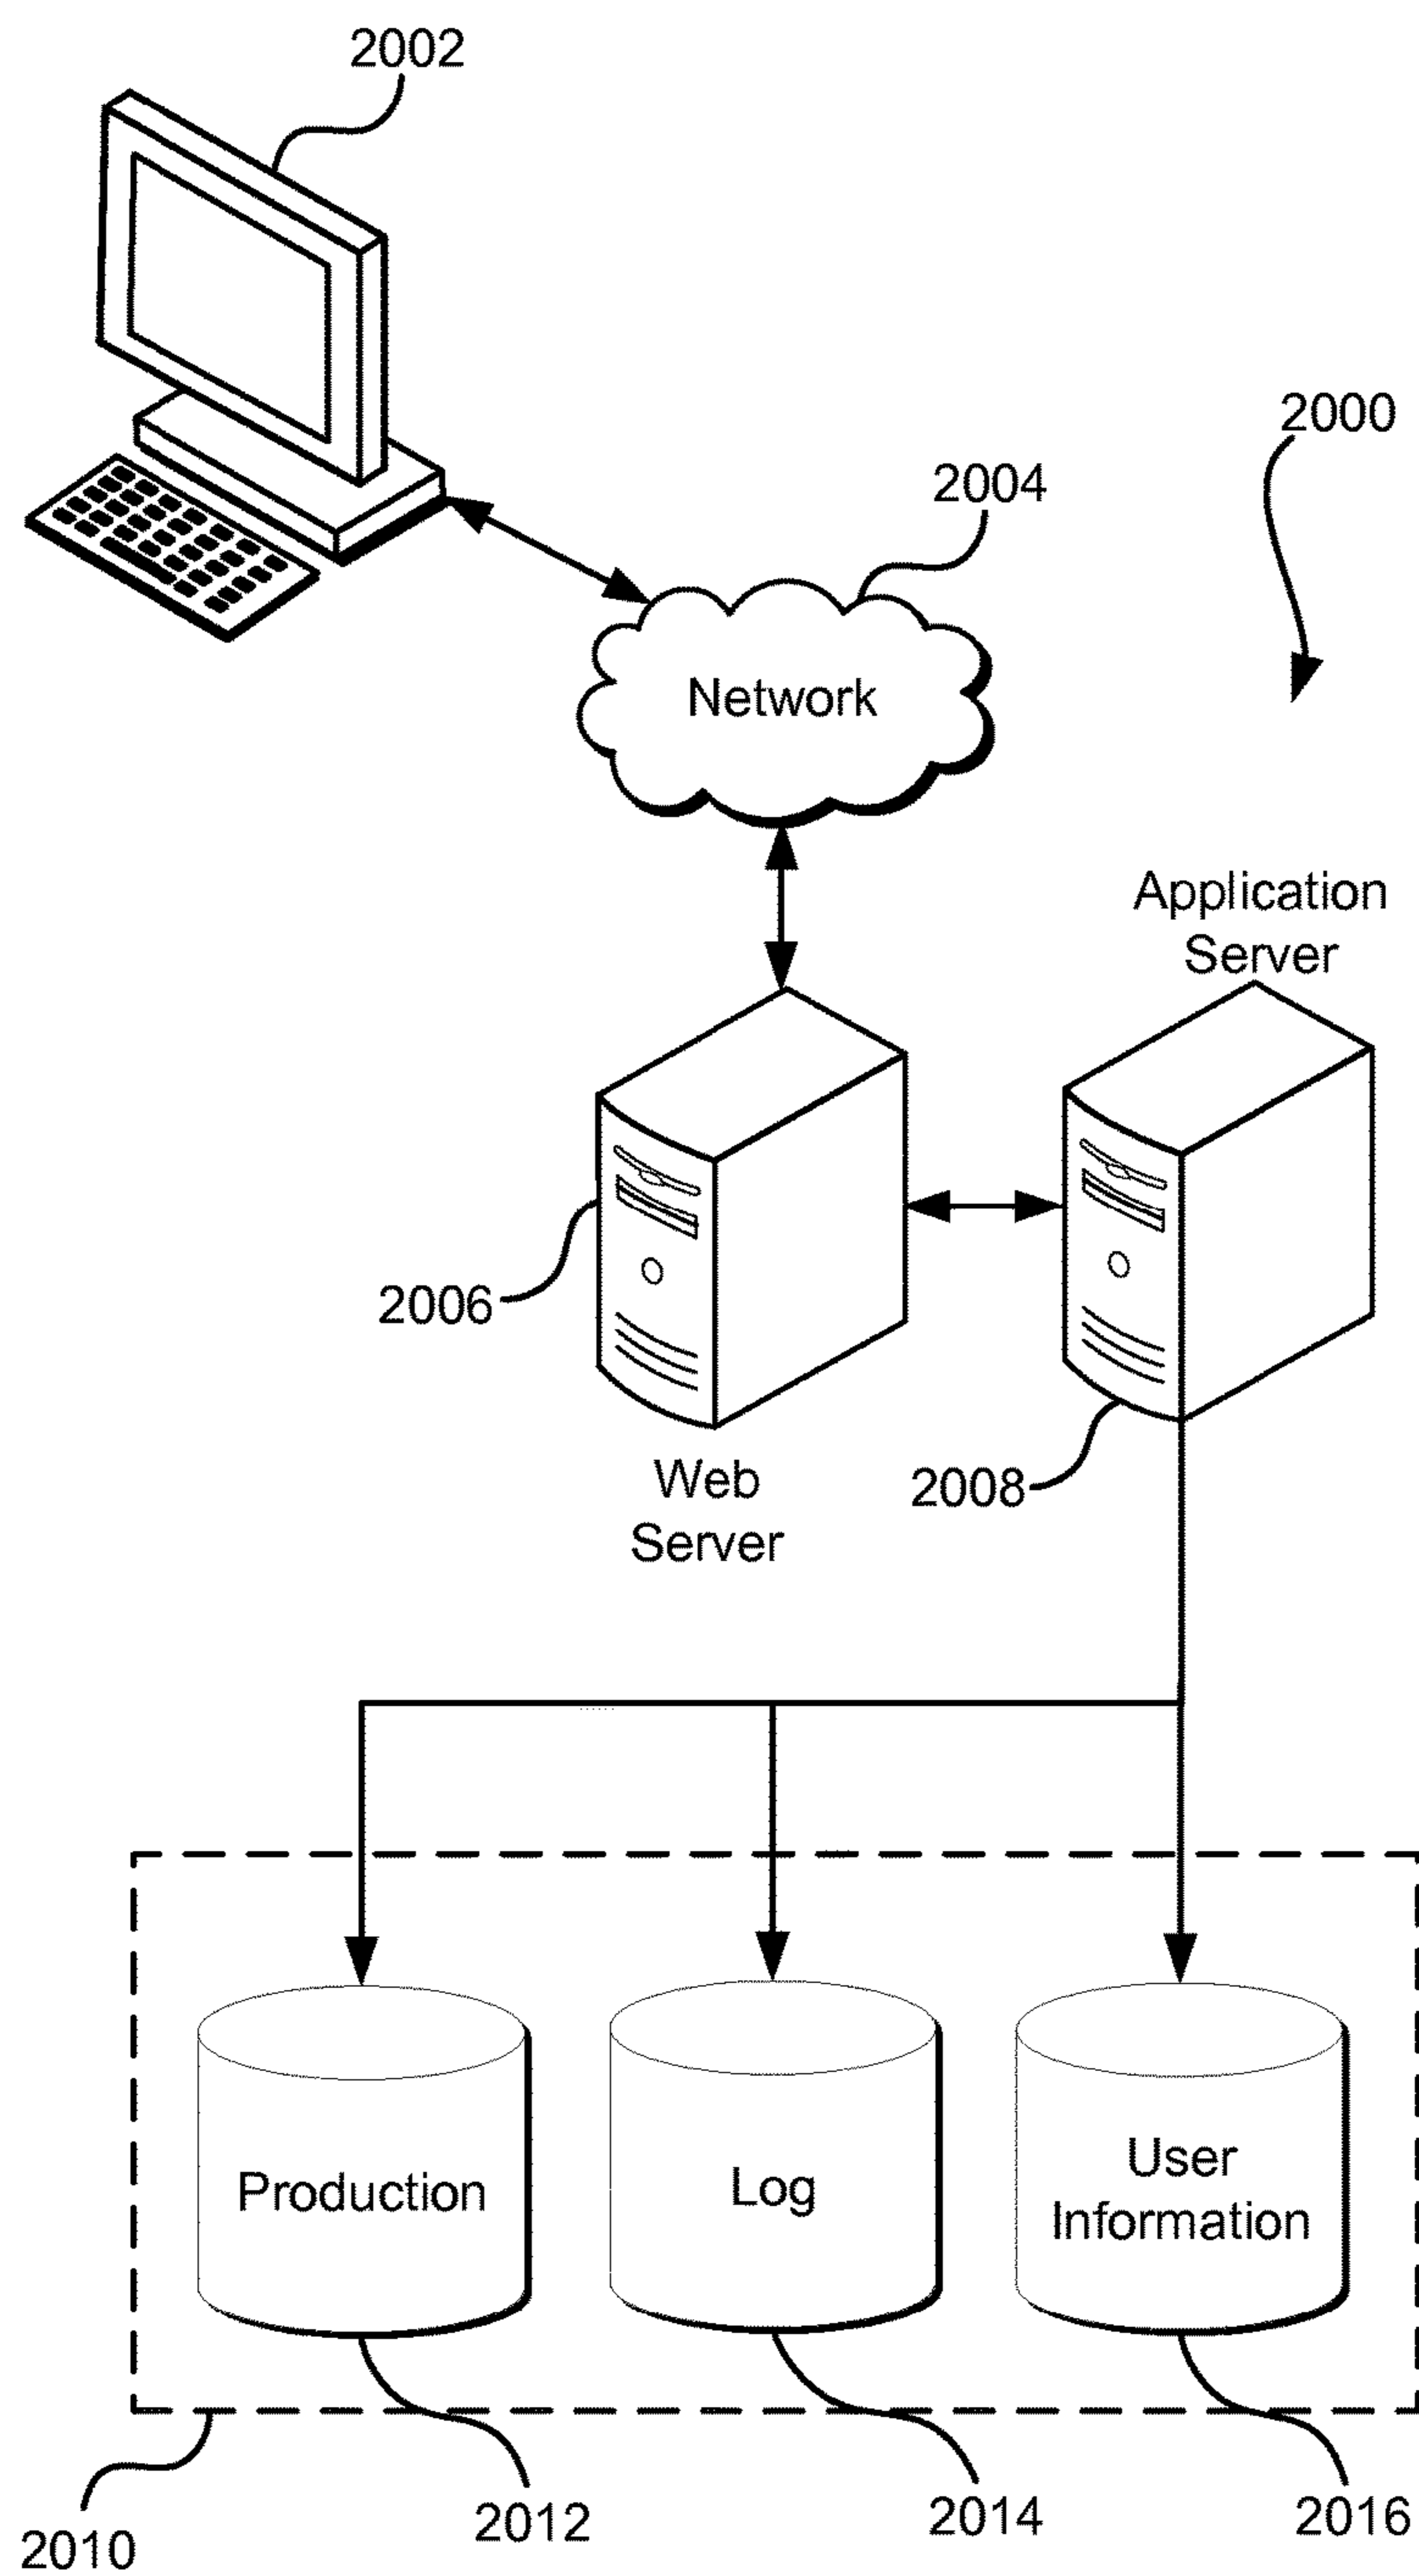 2002
2000
2004
Network
Application
Server
2006
2008
Web
Server
Production
Log
User
Information
2010
2012
2014
2016